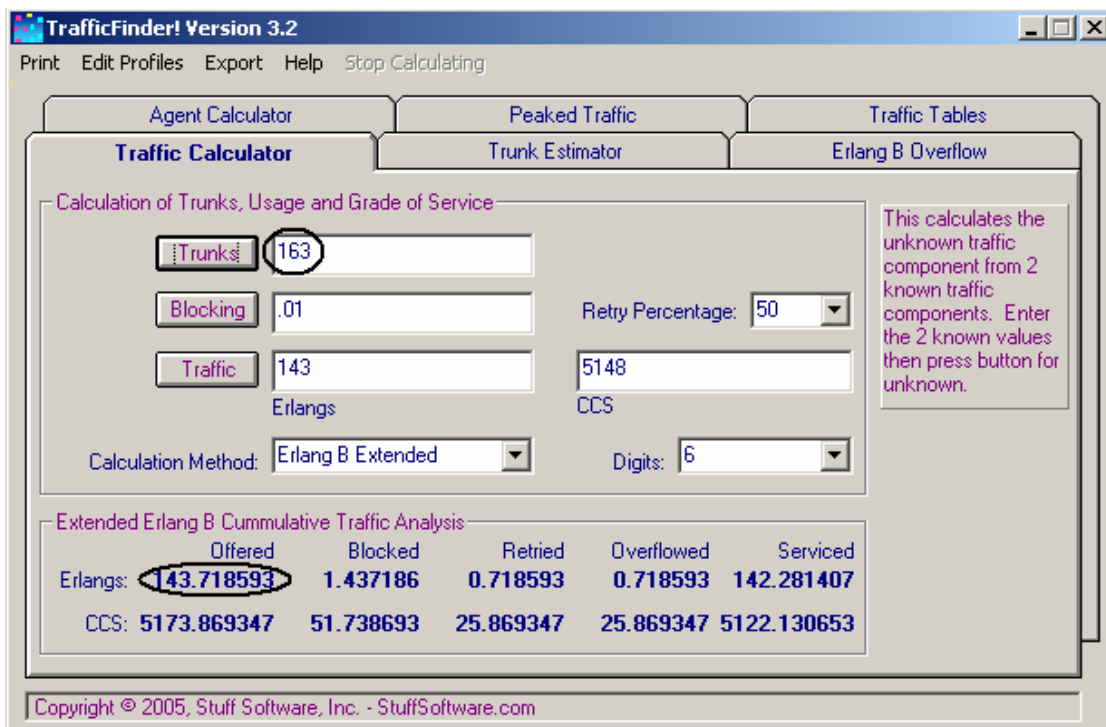 TrafficFinder! Version 3.2
Print Edit Profiles Export Help Stop Calculating
Agent Calculator Peaked Traffic Traffic Tables
Traffic Calculator Trunk Estimator Erlang B Overflow
Calculation of Trunks, Usage and Grade of Service
Trunks 163
Blocking .01 Retry Percentage: 50
Traffic 143 5148
Erlangs CCS
Calculation Method: Erlang B Extended Digits: 6
This calculates the
unknown traffic
component from 2
known traffic
components. Enter
the 2 known values
then press button for
unknown.
Extended Erlang B Cummulative Traffic Analysis
Offered Blocked Retried Overflowed Serviced
Erlangs: 143.718593 1.437186 0.718593 0.718593 142.281407
CCS: 5173.869347 51.738693 25.869347 25.869347 5122.130653
Copyright © 2005, Stuff Software, Inc. - StuffSoftware.com